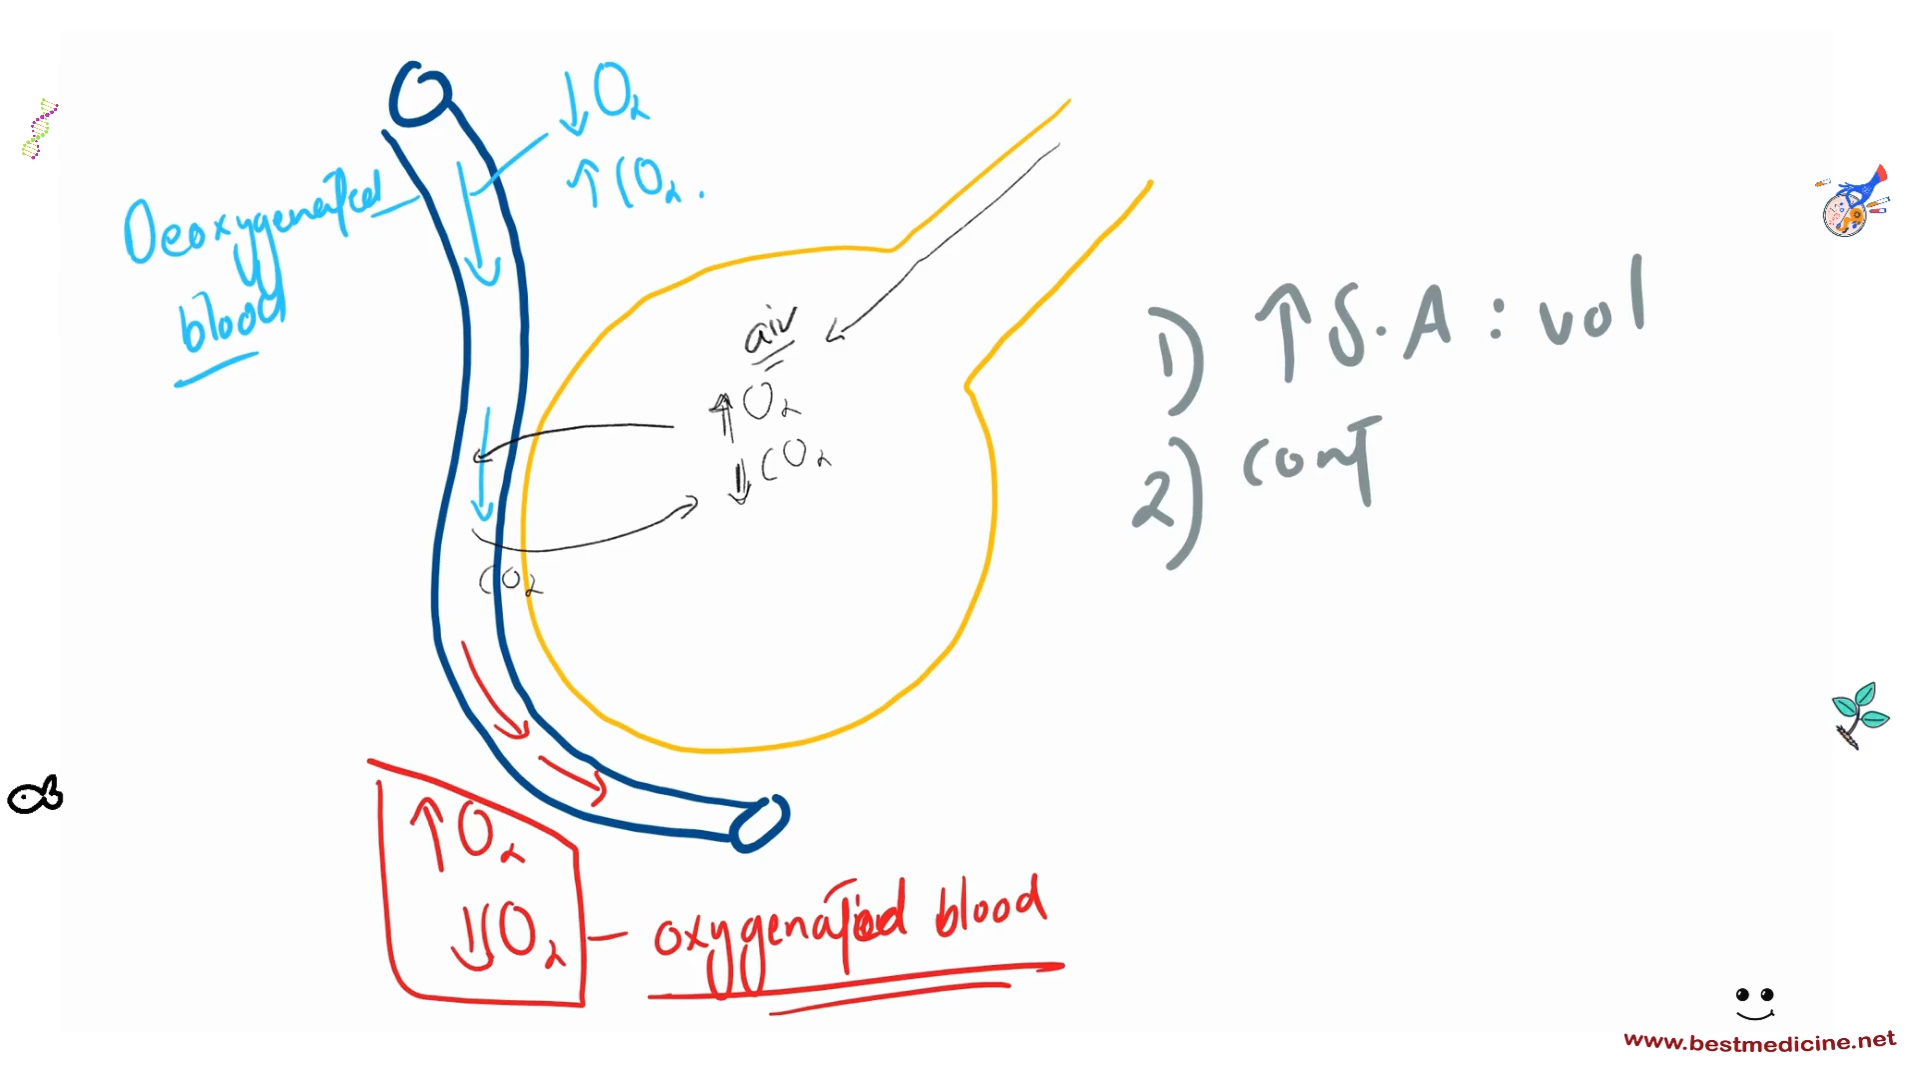 ↓O₂
↑CO₂.
Deoxygenated
blood
air
↑O₂
↓CO₂
CO₂
1) ↑ S.A : vol
2) cont
↑O₂
↓CO₂
oxygenated blood
www.bestmedicine.net